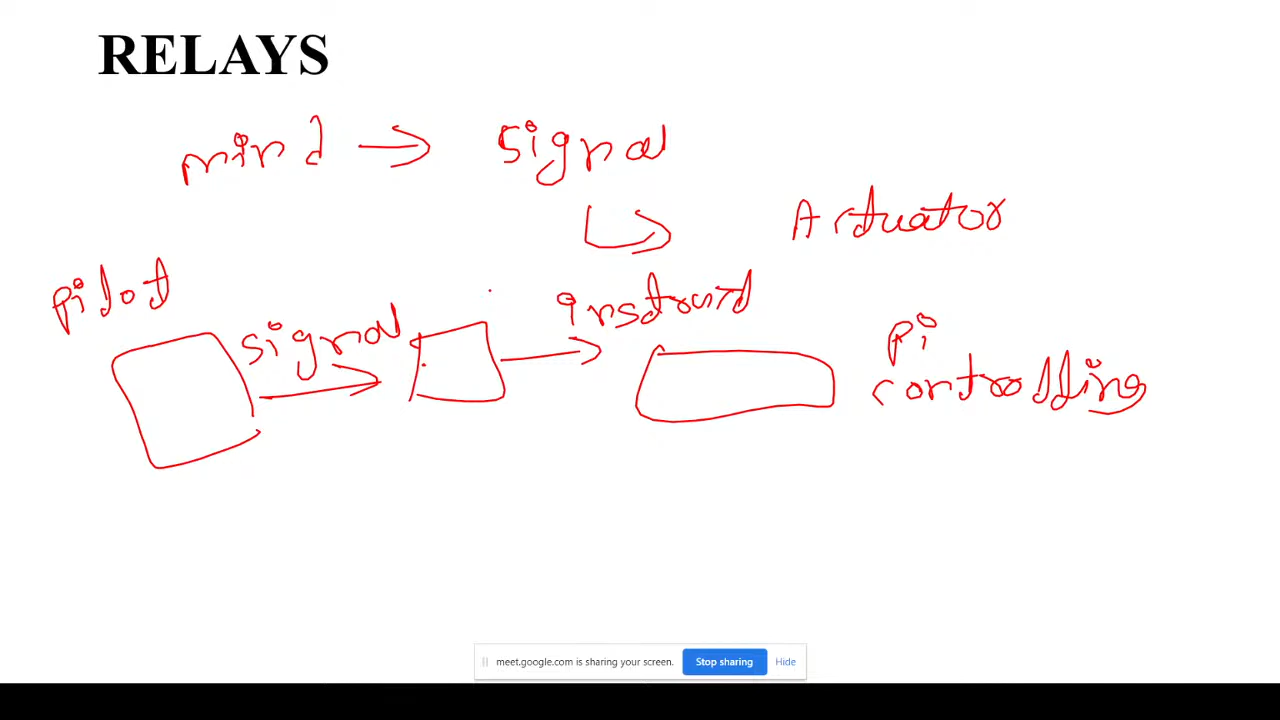 RELAYS
mind → signal
Actuator
pilot
signal
instruct
pi
controlling
meet.google.com is sharing your screen. Stop sharing Hide